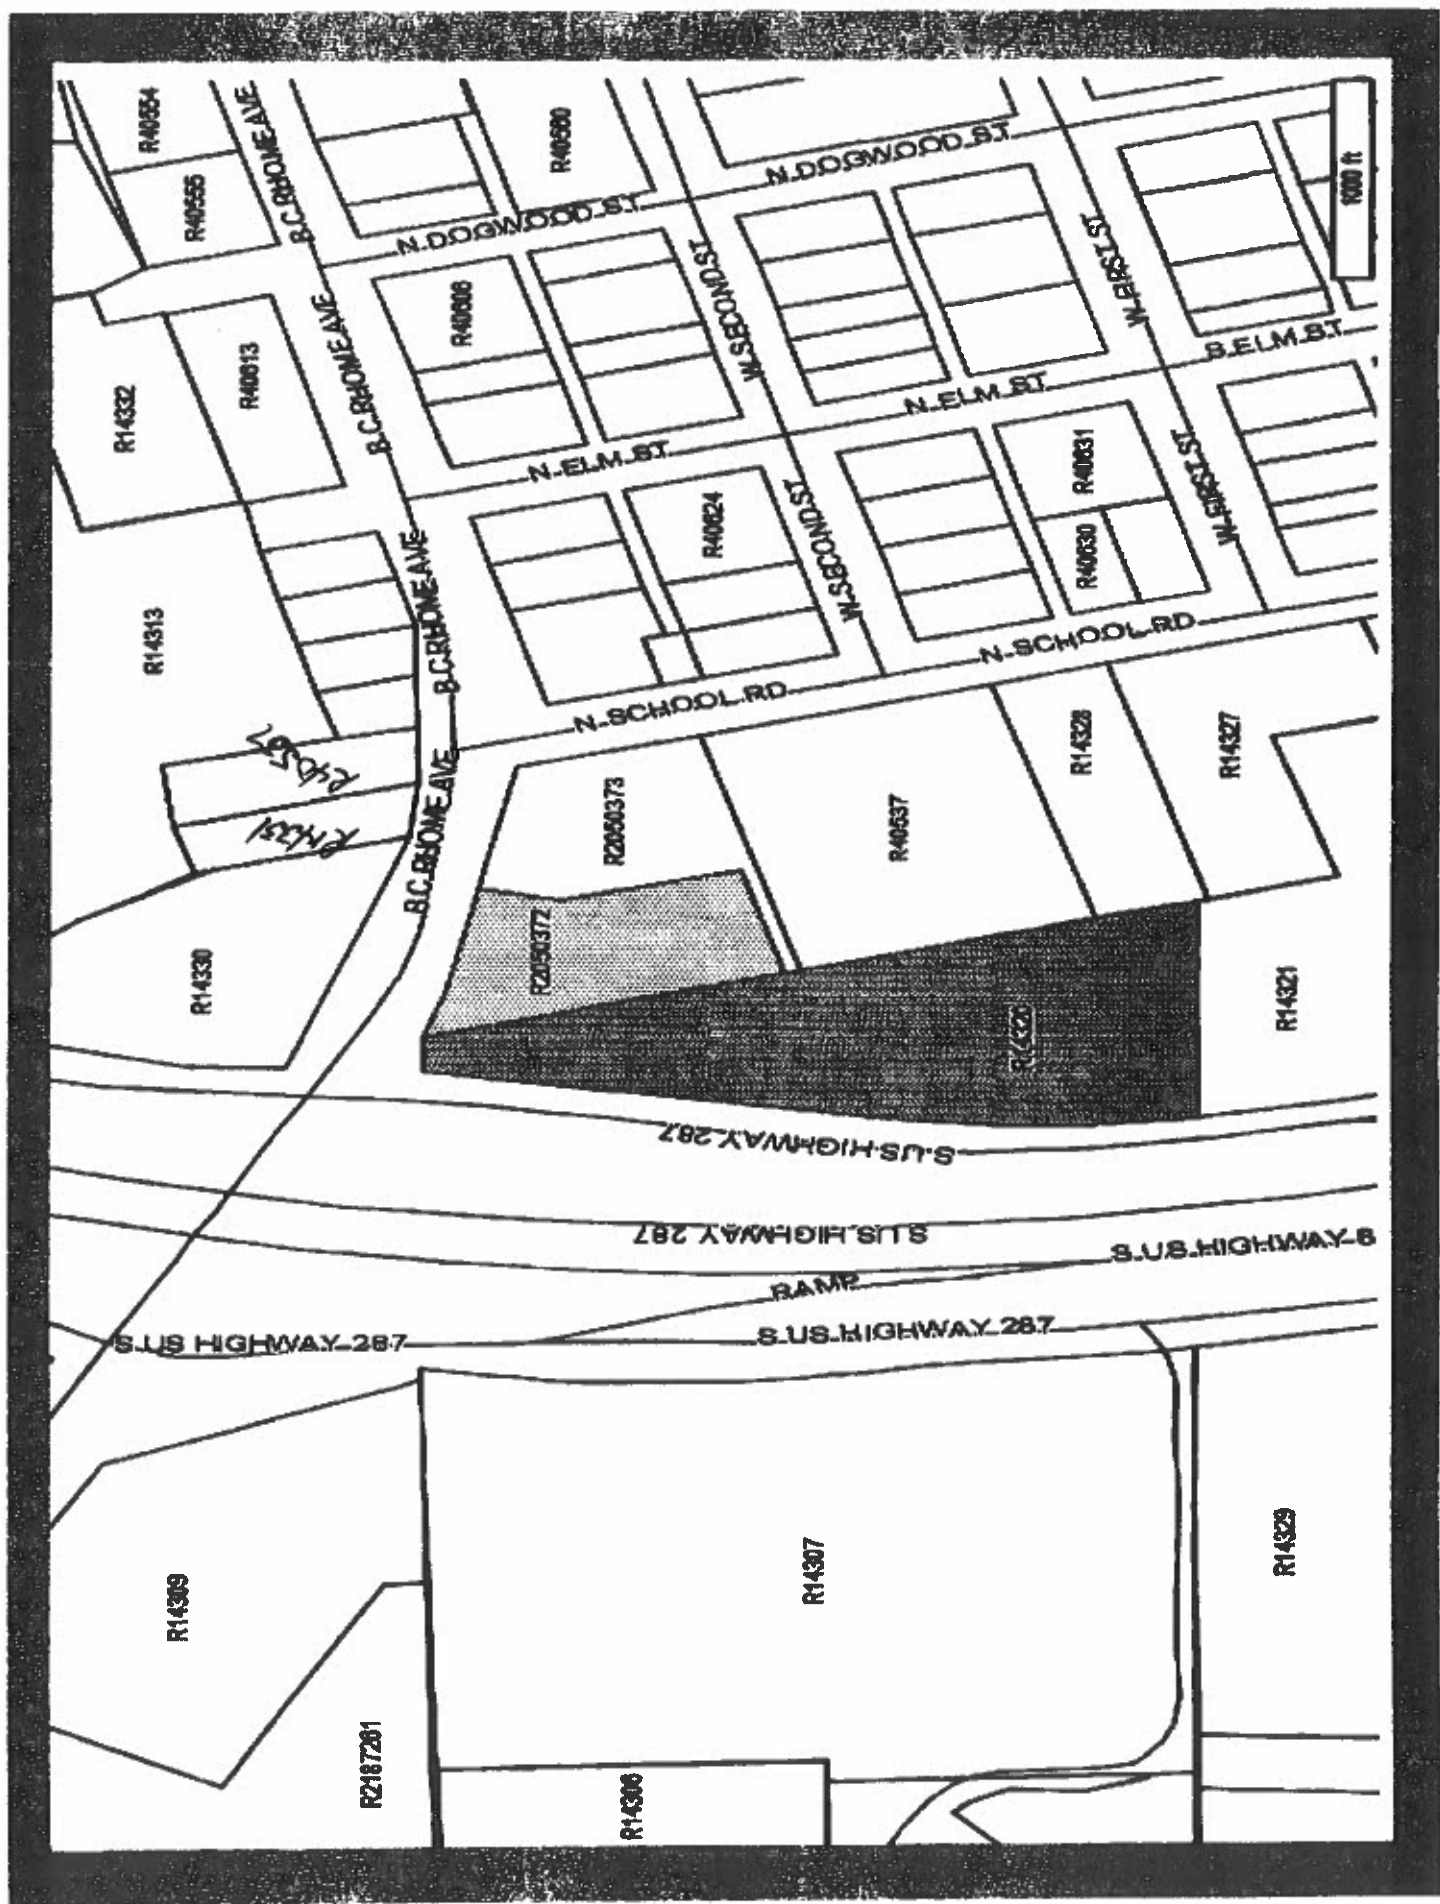 R40554
B.C.RHOME AVE
R40555
B.C.RHOME AVE
R40580
N.DOGWOOD ST
N.DOGWOOD ST
1000 ft
R14332
R40613
B.C.RHOME AVE
R40608
W.SECOND ST
W.FIRST ST
S.ELM ST
N.ELM ST
N.ELM ST
R14313
B.C.RHOME AVE
R40624
W.SECOND ST
R40631
R40630
W.FIRST ST
N.SCHOOL RD
N.SCHOOL RD
B.C.RHOME AVE
R2050373
R40537
R14328
R14327
R14330
R2050372
R14321
S.US HIGHWAY 287
S.US HIGHWAY 287
S.US HIGHWAY 8
RAMP
S.US HIGHWAY 287
S.US HIGHWAY 287
R14309
R14307
R14329
R2187261
R14306